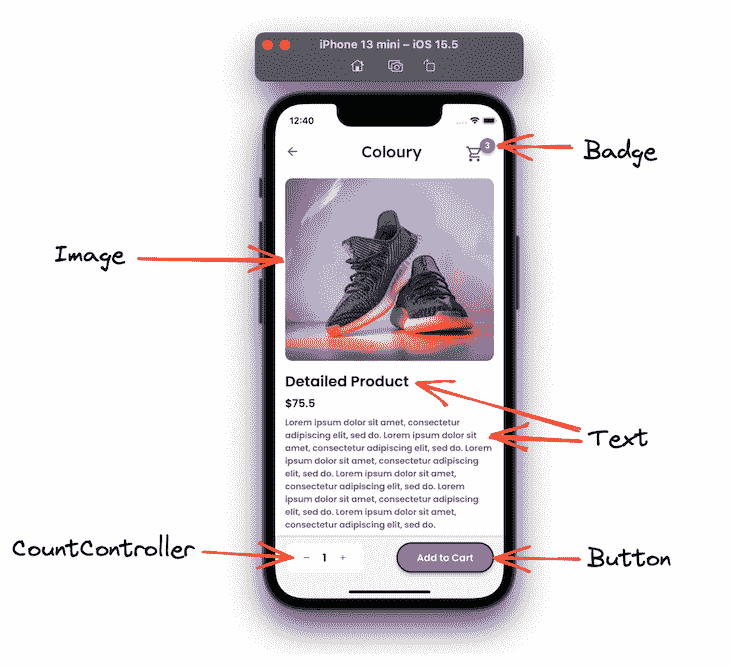 iPhone 13 mini – iOS 15.5
12:40
Coloury
3
Badge
Image
Detailed Product
$75.5
Text
Lorem ipsum dolor sit amet, consectetur
adipiscing elit, sed do. Lorem ipsum dolor sit
amet, consectetur adipiscing elit, sed do. Lorem
ipsum dolor sit amet, consectetur adipiscing
elit, sed do. Lorem ipsum dolor sit amet,
consectetur adipiscing elit, sed do. Lorem
ipsum dolor sit amet, consectetur adipiscing
elit, sed do. Lorem ipsum dolor sit amet,
consectetur adipiscing elit, sed do.
CountController
− 1 +
Add to Cart
Button